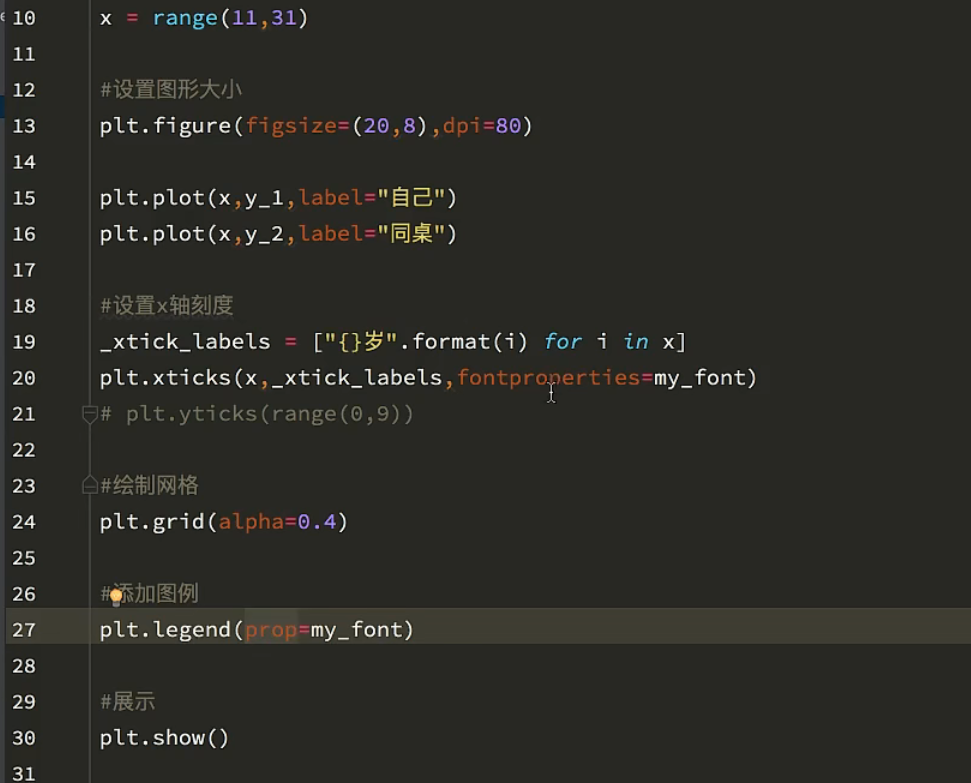 10 x = range(11,31)
11
12 #设置图形大小
13 plt.figure(figsize=(20,8),dpi=80)
14
15 plt.plot(x,y_1,label="自己")
16 plt.plot(x,y_2,label="同桌")
17
18 #设置x轴刻度
19 _xtick_labels = ["{}岁".format(i) for i in x]
20 plt.xticks(x,_xtick_labels,fontproperties=my_font)
21 # plt.yticks(range(0,9))
22
23 #绘制网格
24 plt.grid(alpha=0.4)
25
26 #添加图例
27 plt.legend(prop=my_font)
28
29 #展示
30 plt.show()
31